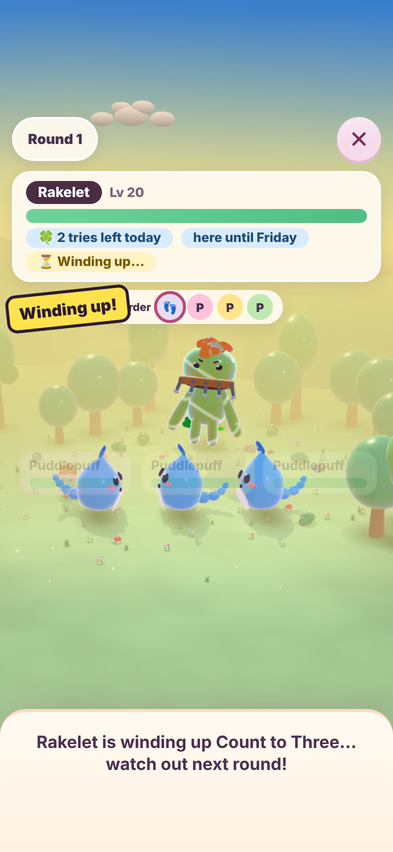 Round 1
Rakelet Lv 20
🍀 2 tries left today here until Friday
⏳ Winding up...
Winding up!
rder 👣 P P P
Puddlepuff Puddlepuff Puddlepuff
Rakelet is winding up Count to Three...
watch out next round!